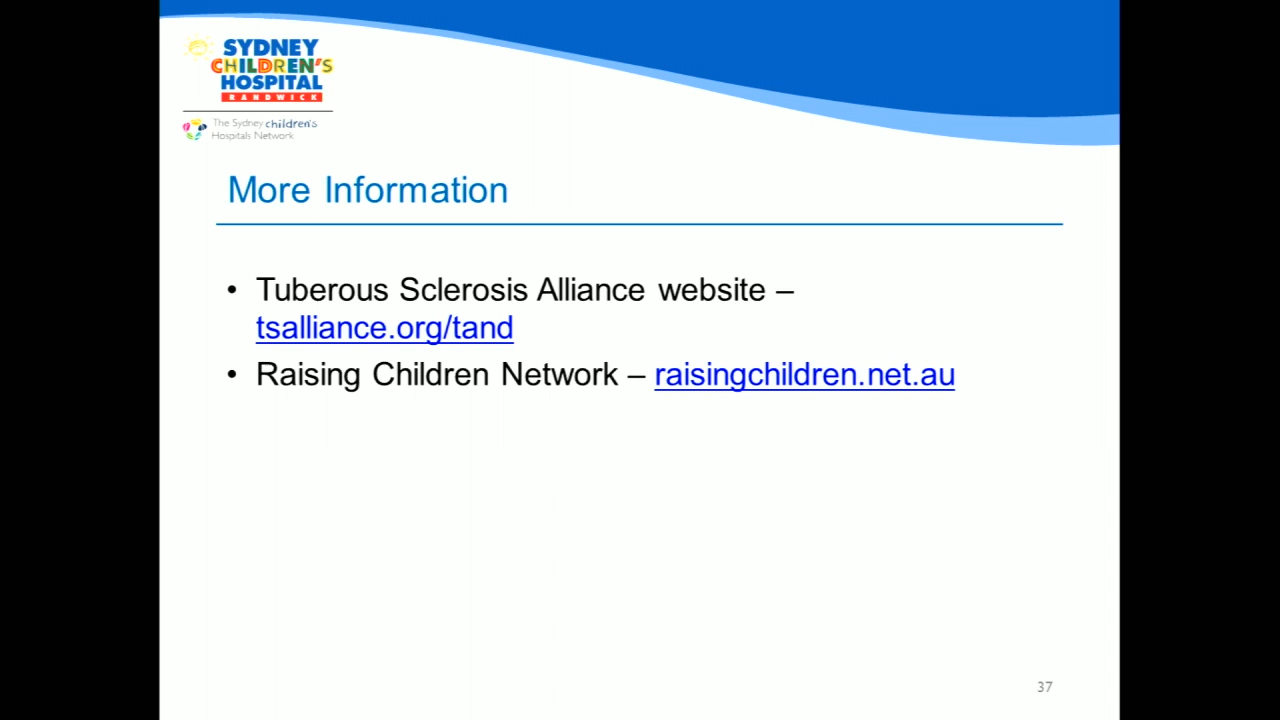 SYDNEY
CHILDREN'S
HOSPITAL
RANDWICK
The Sydney children's
Hospitals Network
More Information
• Tuberous Sclerosis Alliance website –
tsalliance.org/tand
• Raising Children Network – raisingchildren.net.au
37